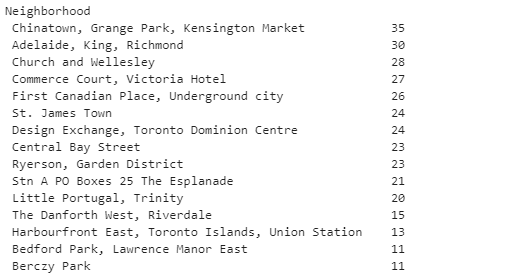 Neighborhood
Chinatown, Grange Park, Kensington Market 35
Adelaide, King, Richmond 30
Church and Wellesley 28
Commerce Court, Victoria Hotel 27
First Canadian Place, Underground city 26
St. James Town 24
Design Exchange, Toronto Dominion Centre 24
Central Bay Street 23
Ryerson, Garden District 23
Stn A PO Boxes 25 The Esplanade 21
Little Portugal, Trinity 20
The Danforth West, Riverdale 15
Harbourfront East, Toronto Islands, Union Station 13
Bedford Park, Lawrence Manor East 11
Berczy Park 11